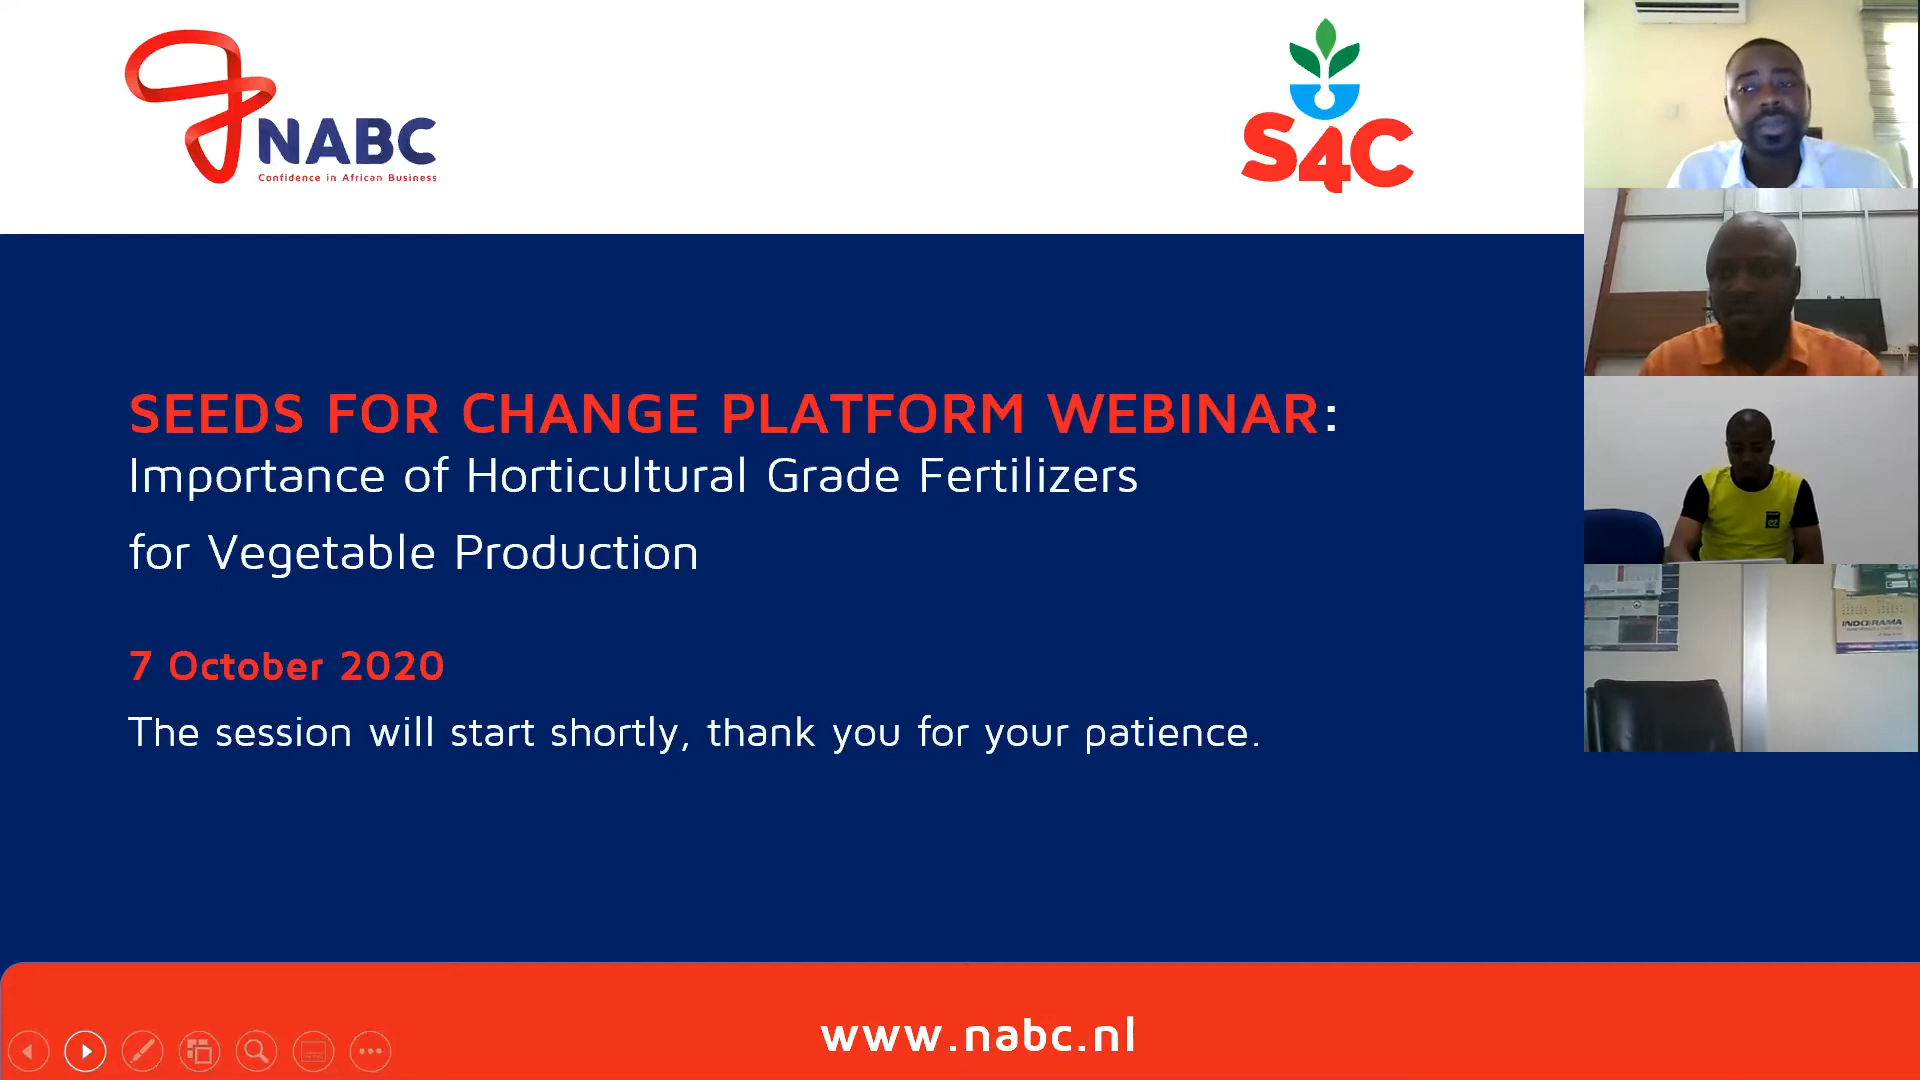 NABC
Confidence in African Business
S4C
SEEDS FOR CHANGE PLATFORM WEBINAR:
Importance of Horticultural Grade Fertilizers
for Vegetable Production
7 October 2020
The session will start shortly, thank you for your patience.
www.nabc.nl
INDORAMA